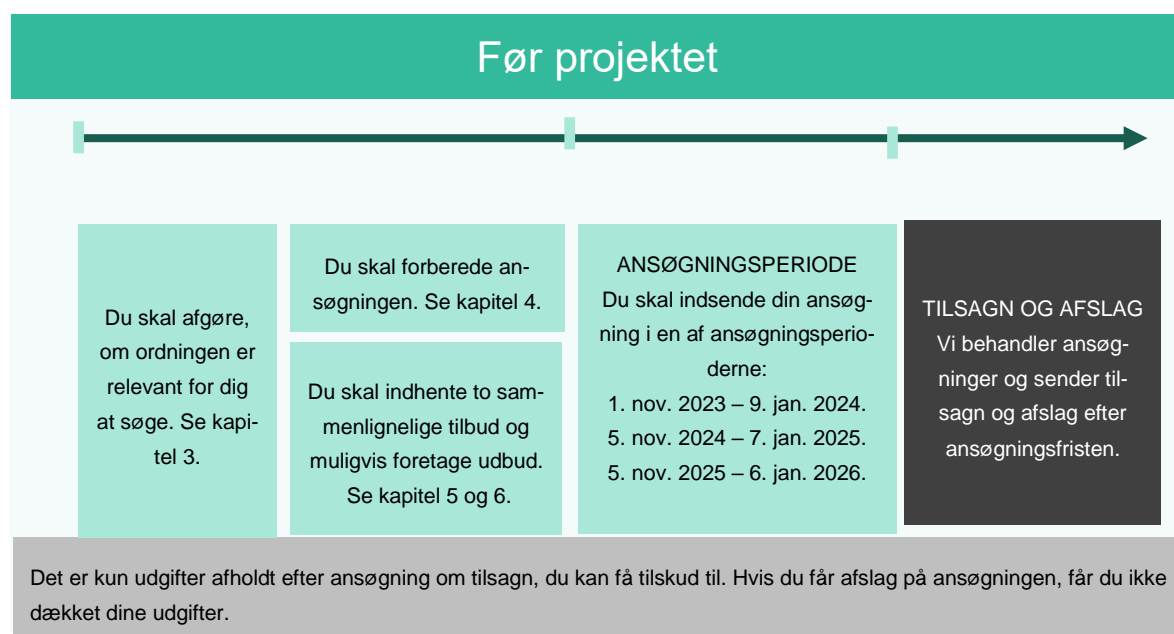 Før projektet
Du skal afgøre,
om ordningen er
relevant for dig
at søge. Se kapi-
tel 3.
Du skal forberede an-
søgningen. Se kapitel 4.
Du skal indhente to sam-
menlignelige tilbud og
muligvis foretage udbud.
Se kapitel 5 og 6.
ANSØGNINGSPERIODE
Du skal indsende din ansøg-
ning i en af ansøgningsperio-
derne:
1. nov. 2023 – 9. jan. 2024.
5. nov. 2024 – 7. jan. 2025.
5. nov. 2025 – 6. jan. 2026.
TILSAGN OG AFSLAG
Vi behandler ansøg-
ninger og sender til-
sagn og afslag efter
ansøgningsfristen.
Det er kun udgifter afholdt efter ansøgning om tilsagn, du kan få tilskud til. Hvis du får afslag på ansøgningen, får du ikke
dækket dine udgifter.